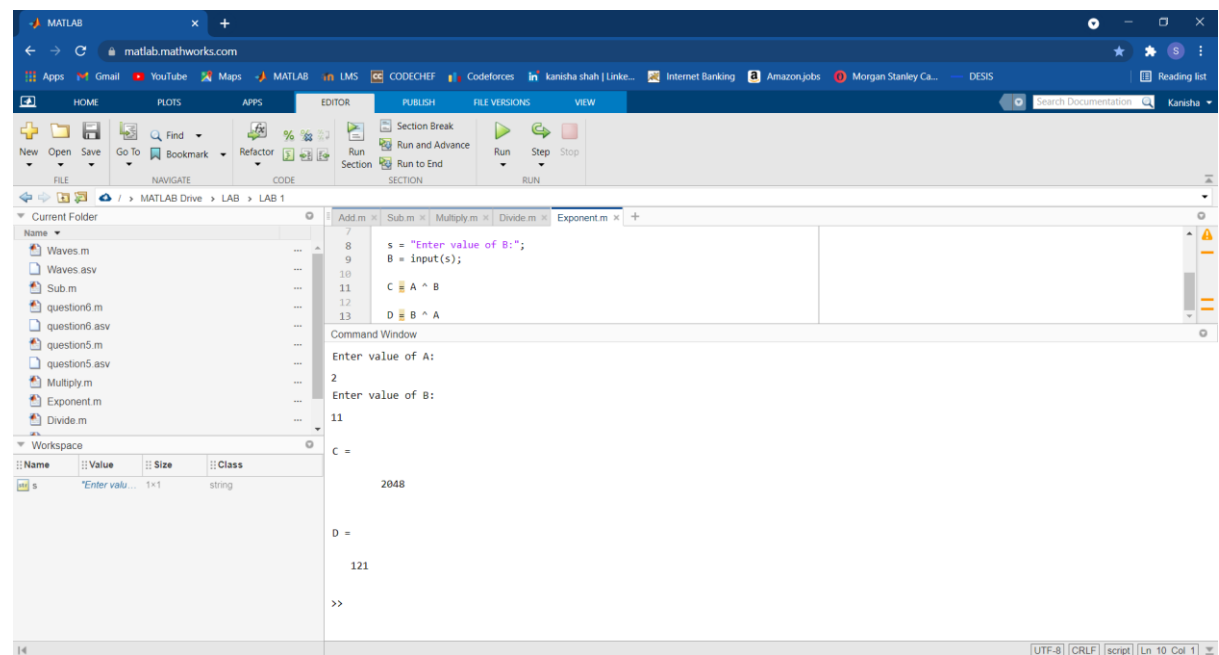 MATLAB
matlab.mathworks.com
S
Apps Gmail YouTube Maps MATLAB LMS CODECHEF Codeforces kanisha shah | Linke... Internet Banking Amazon.jobs Morgan Stanley Ca... DESIS Reading list
HOME PLOTS APPS EDITOR PUBLISH FILE VERSIONS VIEW Search Documentation Kanisha
New Open Save Go To Find Bookmark Refactor Run Section Section Break Run and Advance Run to End Run Step Stop
FILE NAVIGATE CODE SECTION RUN
/ > MATLAB Drive > LAB > LAB 1
Current Folder
Name
Waves.m
Waves.asv
Sub.m
question6.m
question6.asv
question5.m
question5.asv
Multiply.m
Exponent.m
Divide.m
Workspace
Name Value Size Class
s "Enter valu... 1×1 string
Add.m × Sub.m × Multiply.m × Divide.m × Exponent.m × +
7
8 s = "Enter value of B:";
9 B = input(s);
10
11 C = A ^ B
12
13 D = B ^ A
Command Window
Enter value of A:
2
Enter value of B:
11
C =
2048
D =
121
>>
UTF-8 CRLF script Ln 10 Col 1